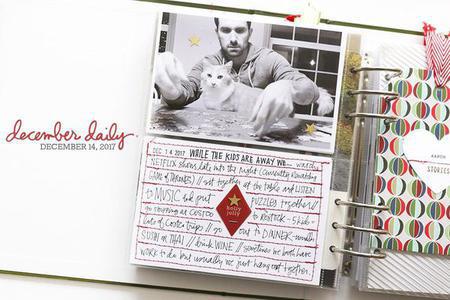 december daily.
DECEMBER 14, 2017
DEC 14 2017 WHILE THE KIDS ARE AWAY WE... watch
NETFLIX shows late into the night (currently rewatching
GAME of THRONES) // sit together at the table and LISTEN
to MUSIC and put PUZZLES together //
go shopping at COSTCO to RESTOCK
lots of Costco trips) // go out to DINNER - usually
SUSHI or THAI // drink WINE // sometimes we both have
WORK to do but usually we just hang out together.
holly
jolly
AARON
STORIES